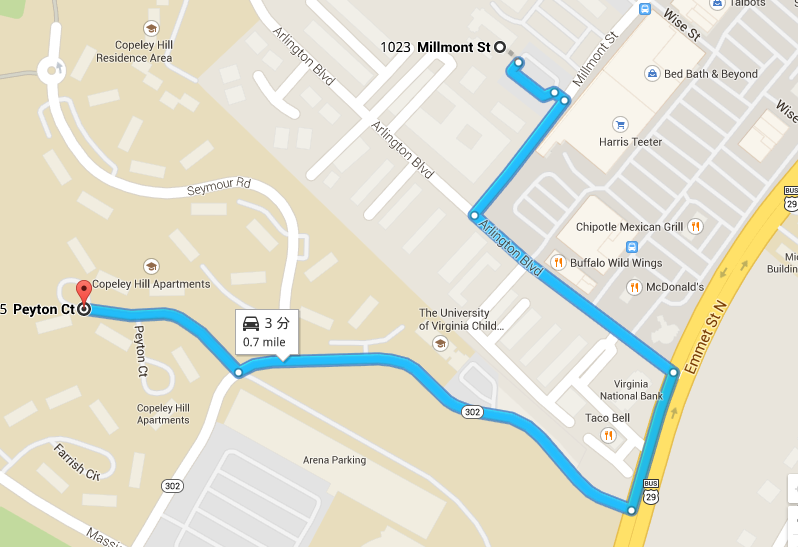 Talbots
Wise St
Copeley Hill
Residence Area
Arlington Blvd
1023 Millmont St
Millmont St
Bed Bath & Beyond
Wise
Harris Teeter
Arlington Blvd
Seymour Rd
BUS
29
Chipotle Mexican Grill
Arlington Blvd
Buffalo Wild Wings
Mi
Building
Copeley Hill Apartments
McDonald's
5 Peyton Ct
3 分
0.7 mile
The University
of Virginia Child...
Emmet St N
Peyton Ct
Virginia
National Bank
Copeley Hill
Apartments
302
Taco Bell
Farrish Cir
Arena Parking
302
BUS
29
Massi